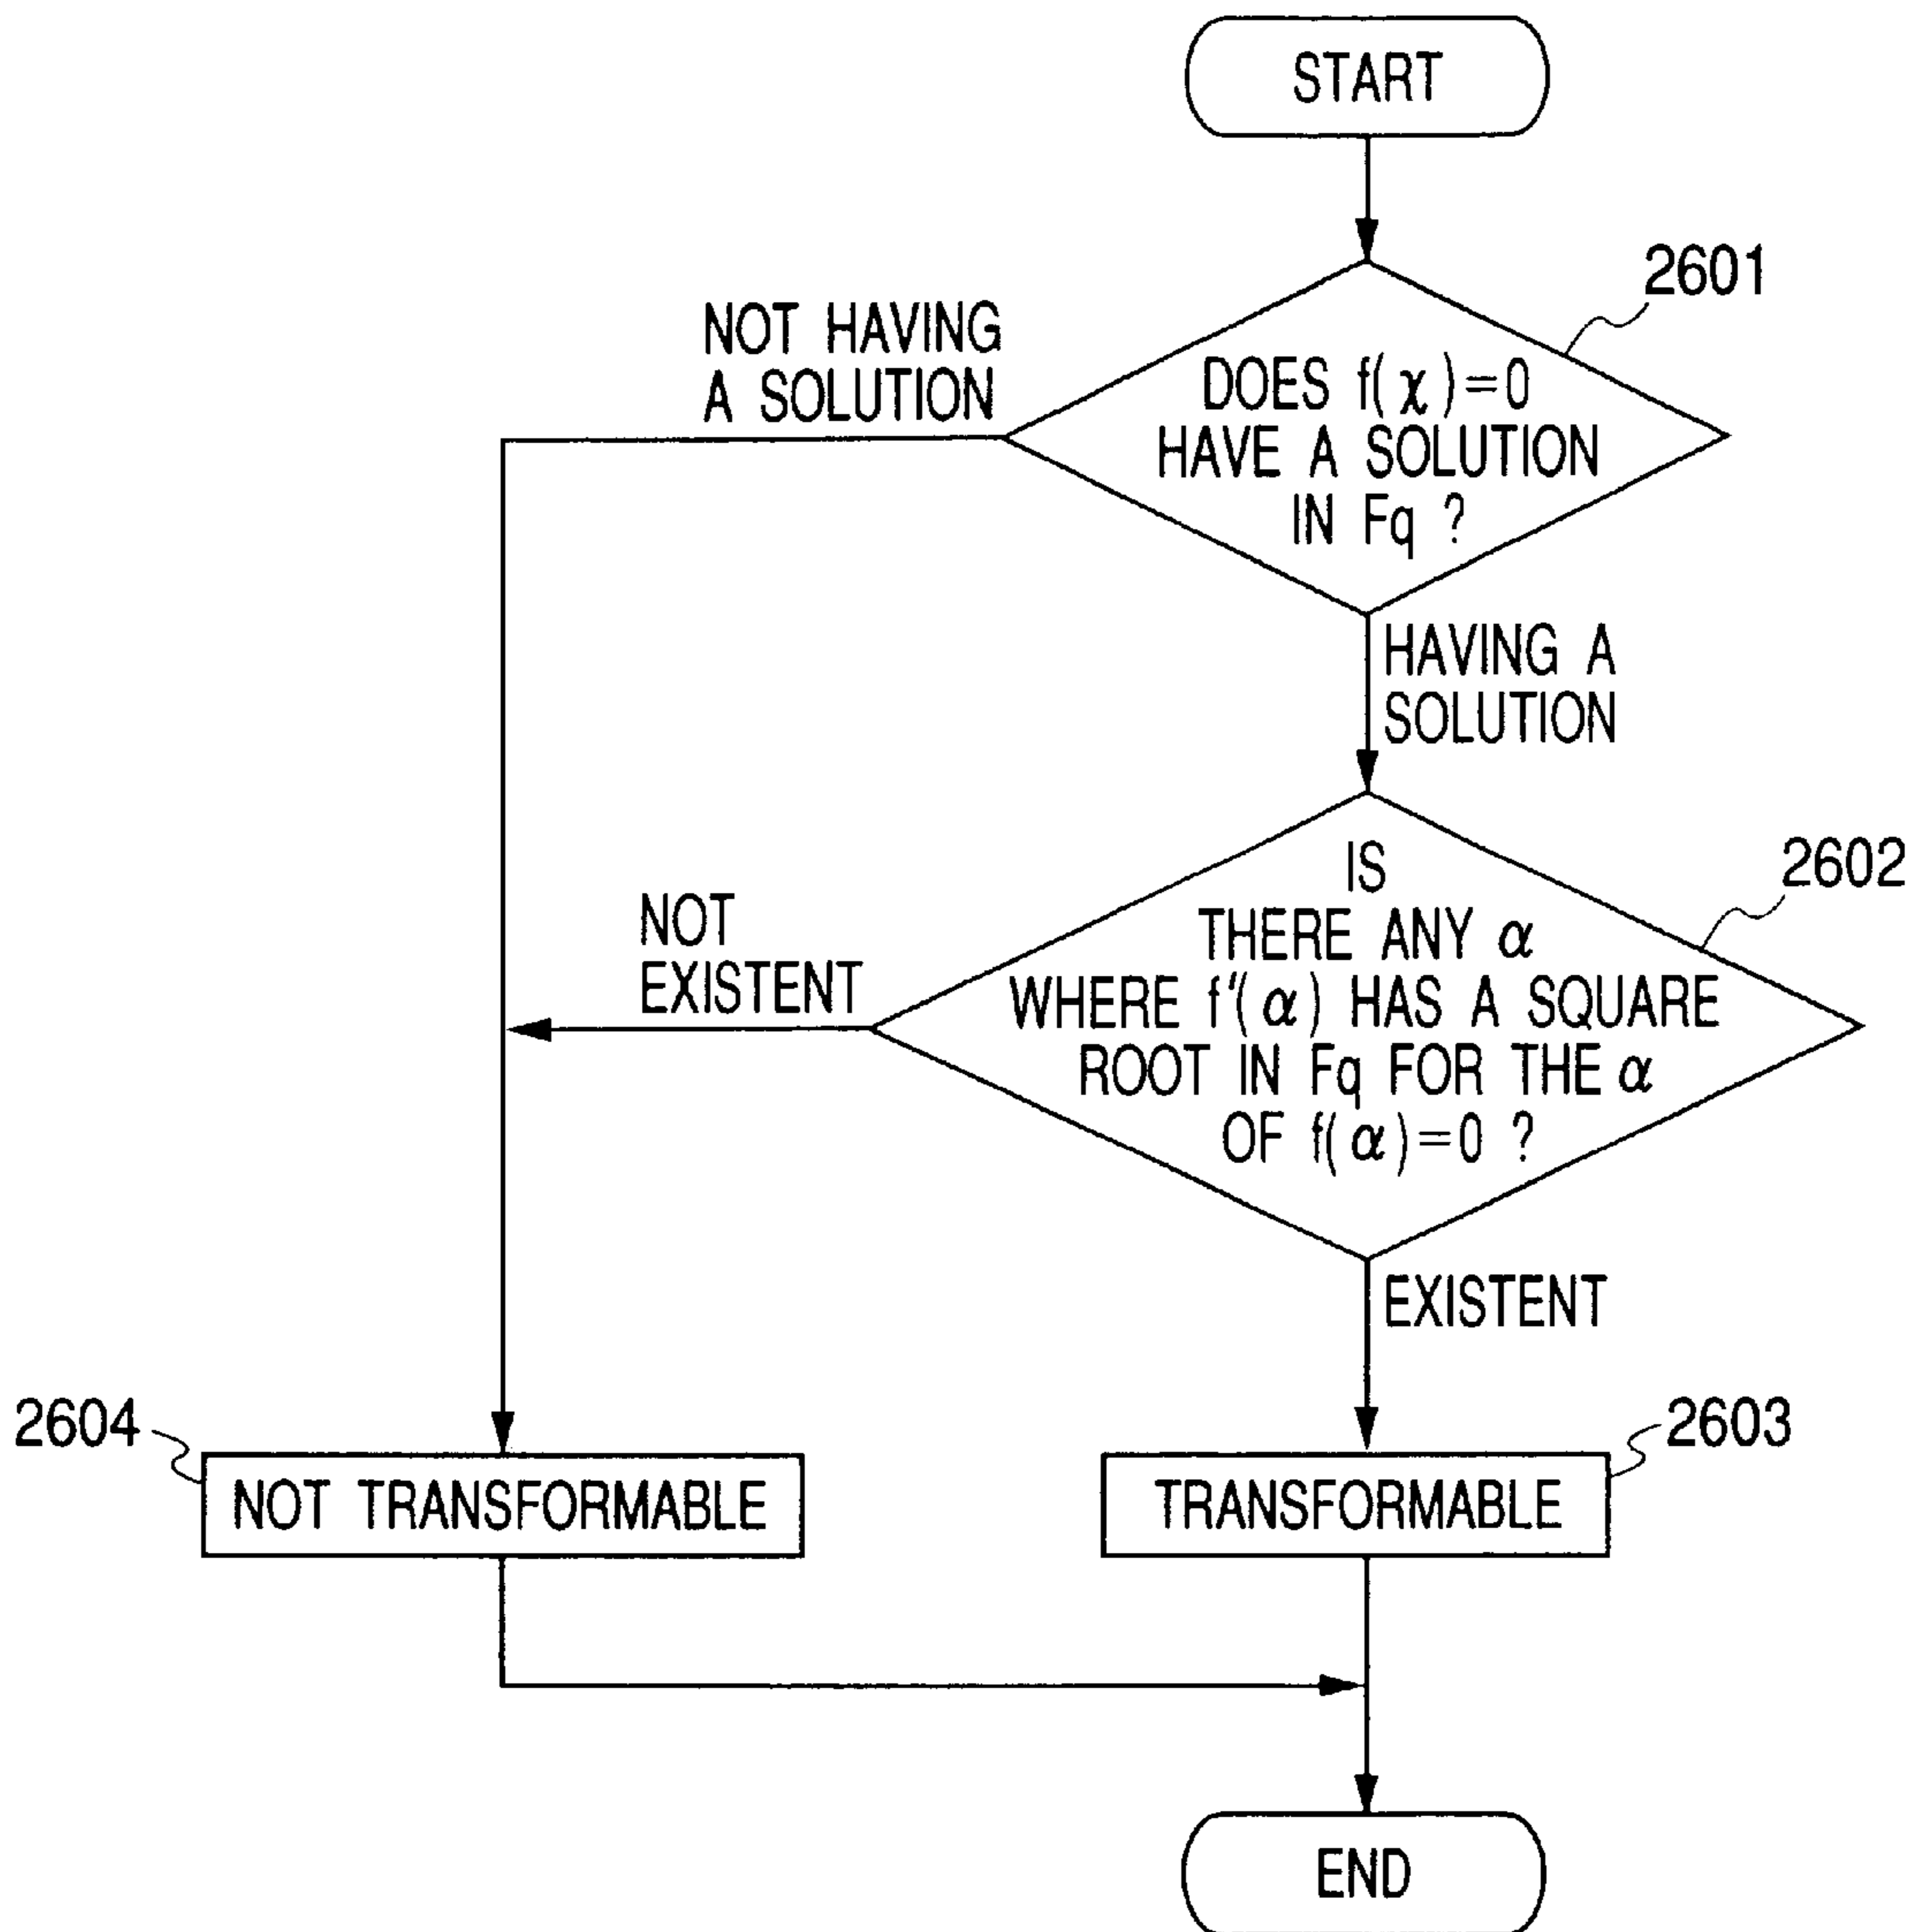 START
2601
NOT HAVING
A SOLUTION
DOES f(χ)=0
HAVE A SOLUTION
IN Fq ?
HAVING A
SOLUTION
2602
IS
THERE ANY α
WHERE f'(α) HAS A SQUARE
ROOT IN Fq FOR THE α
OF f(α)=0 ?
NOT
EXISTENT
EXISTENT
2604
NOT TRANSFORMABLE
2603
TRANSFORMABLE
END